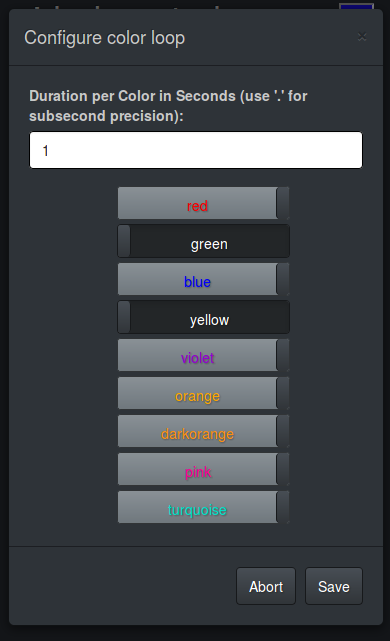 Configure color loop
×
Duration per Color in Seconds (use '.' for
subsecond precision):
1
red
green
blue
yellow
violet
orange
darkorange
pink
turquoise
Abort
Save